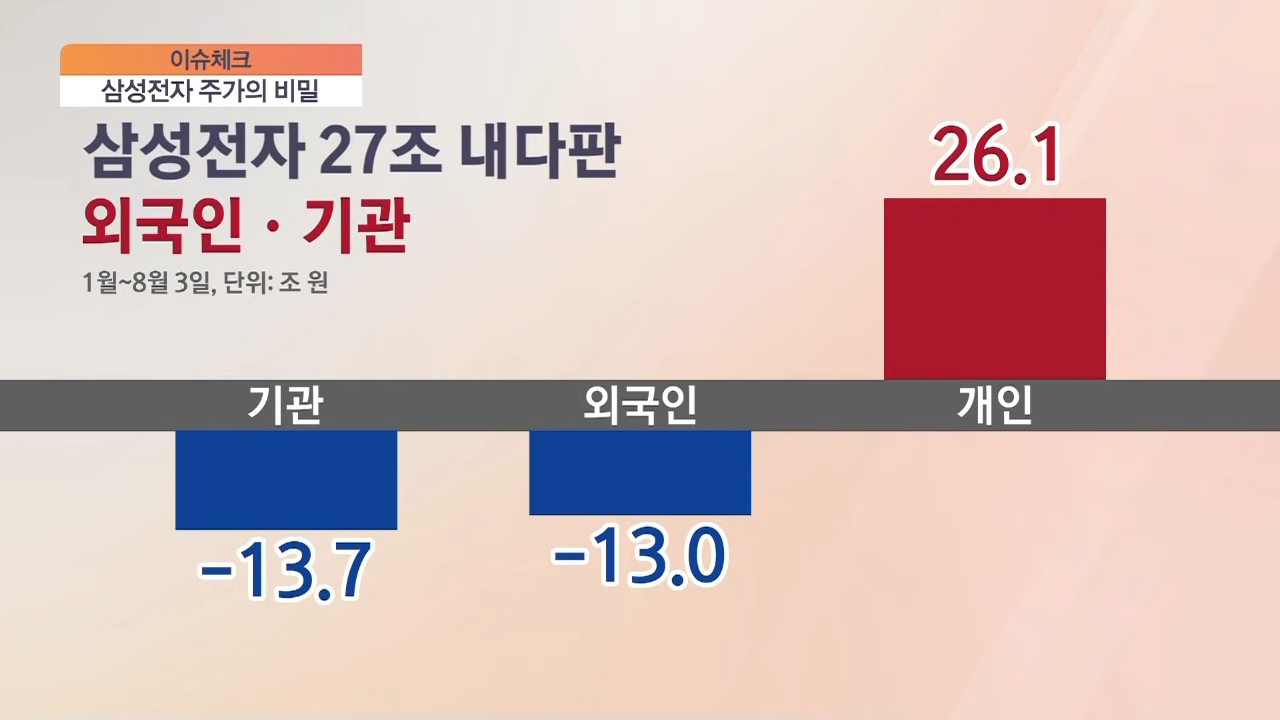 이슈체크
삼성전자 주가의 비밀
삼성전자 27조 내다판
외국인 · 기관
1월~8월 3일, 단위: 조 원
26.1
기관 외국인 개인
-13.7 -13.0